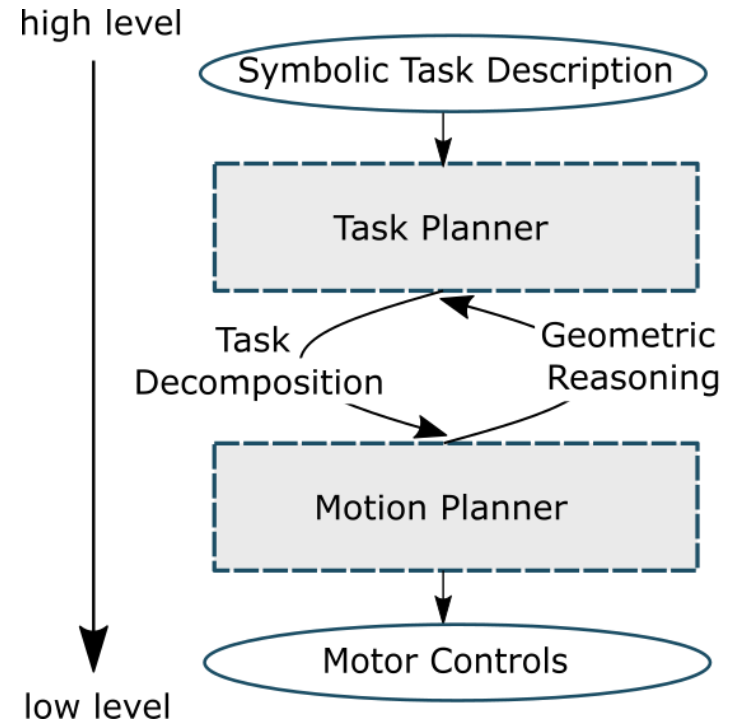 high level
Symbolic Task Description
Task Planner
Task
Decomposition
Geometric
Reasoning
Motion Planner
Motor Controls
low level